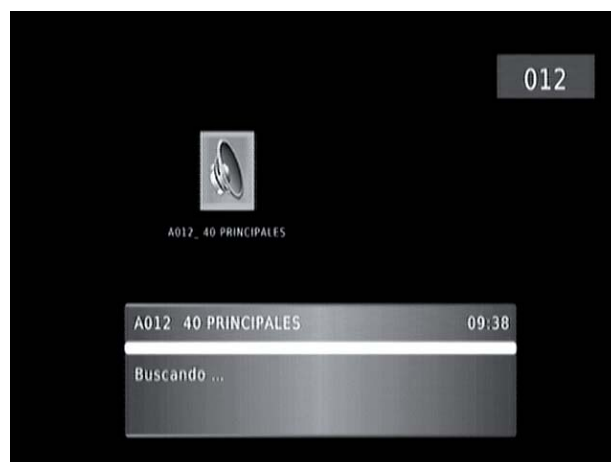 012
A012_ 40 PRINCIPALES
A012 40 PRINCIPALES 09:38
Buscando ...